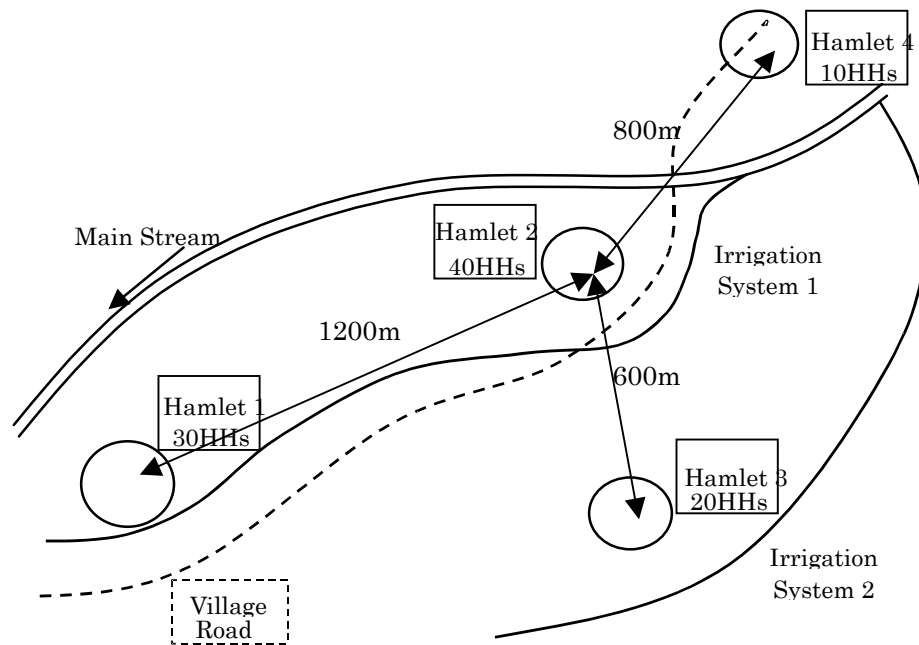 Hamlet 4
10HHs
800m
Main Stream
Hamlet 2
40HHs
Irrigation
System 1
1200m
600m
Hamlet 1
30HHs
Hamlet 3
20HHs
Irrigation
System 2
Village
Road